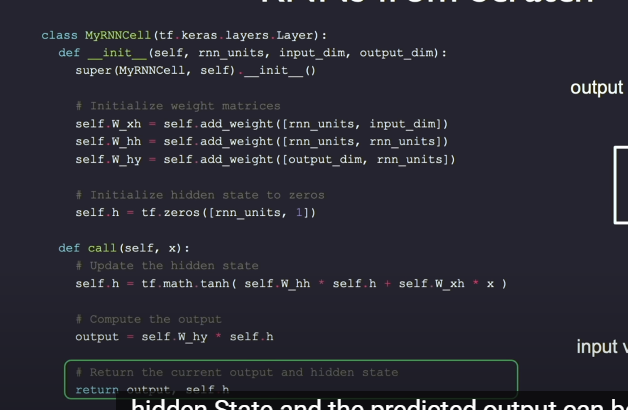 class MyRNNCell(tf.keras.layers.Layer):
def __init__(self, rnn_units, input_dim, output_dim):
super(MyRNNCell, self).__init__()
# Initialize weight matrices
self.W_xh = self.add_weight([rnn_units, input_dim])
self.W_hh = self.add_weight([rnn_units, rnn_units])
self.W_hy = self.add_weight([output_dim, rnn_units])
# Initialize hidden state to zeros
self.h = tf.zeros([rnn_units, 1])
def call(self, x):
# Update the hidden state
self.h = tf.math.tanh( self.W_hh * self.h + self.W_xh * x )
# Compute the output
output = self.W_hy * self.h
# Return the current output and hidden state
return output, self.h
output
input v
hidden State and the predicted output can b